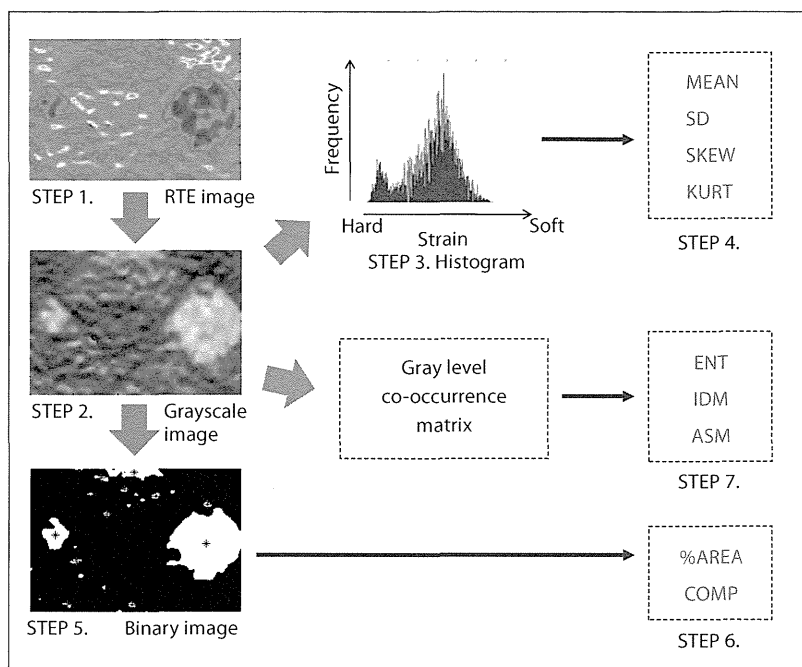 STEP 1. RTE image
Frequency
Hard Soft
Strain
STEP 3. Histogram
MEAN
SD
SKEW
KURT
STEP 4.
STEP 2. Grayscale
image
Gray level
co-occurrence
matrix
ENT
IDM
ASM
STEP 7.
STEP 5. Binary image
%AREA
COMP
STEP 6.